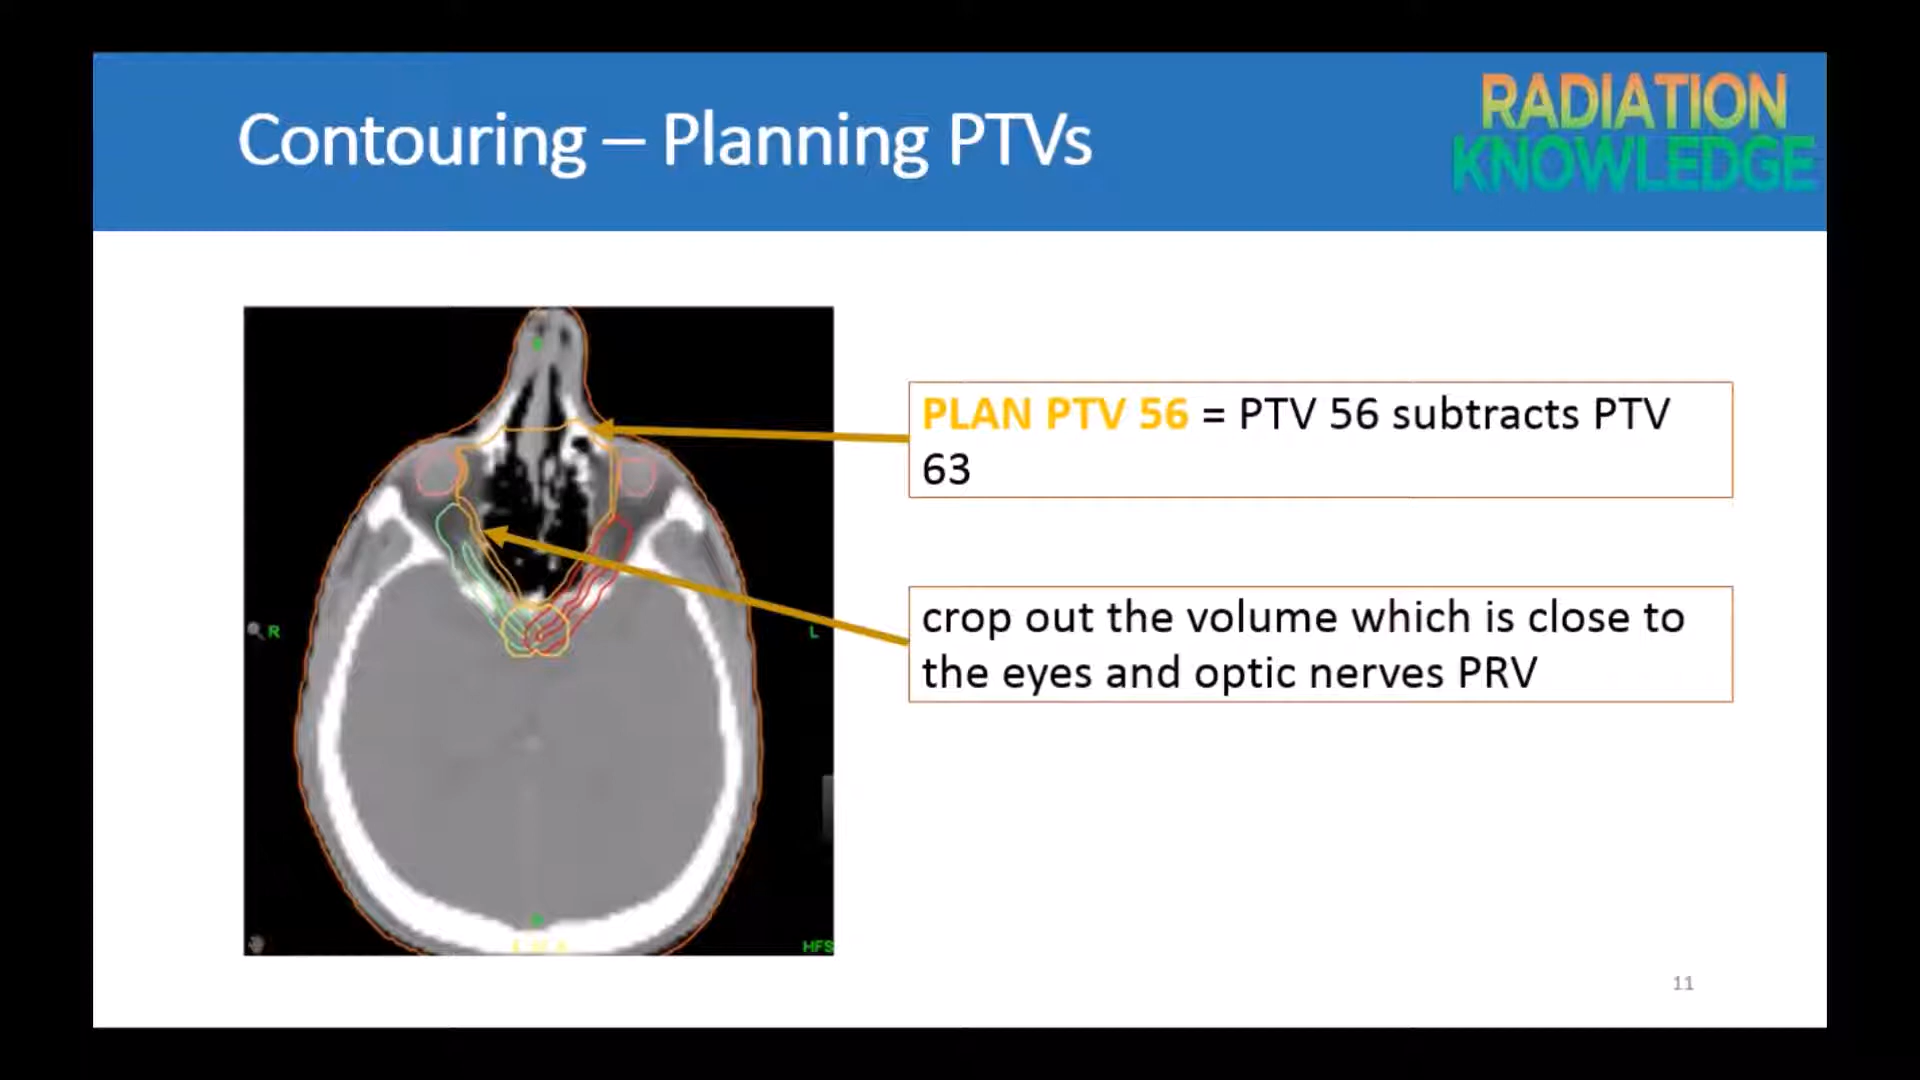 Contouring – Planning PTVs
RADIATION
KNOWLEDGE
PLAN PTV 56 = PTV 56 subtracts PTV
63
crop out the volume which is close to
the eyes and optic nerves PRV
R
L
HFS
11